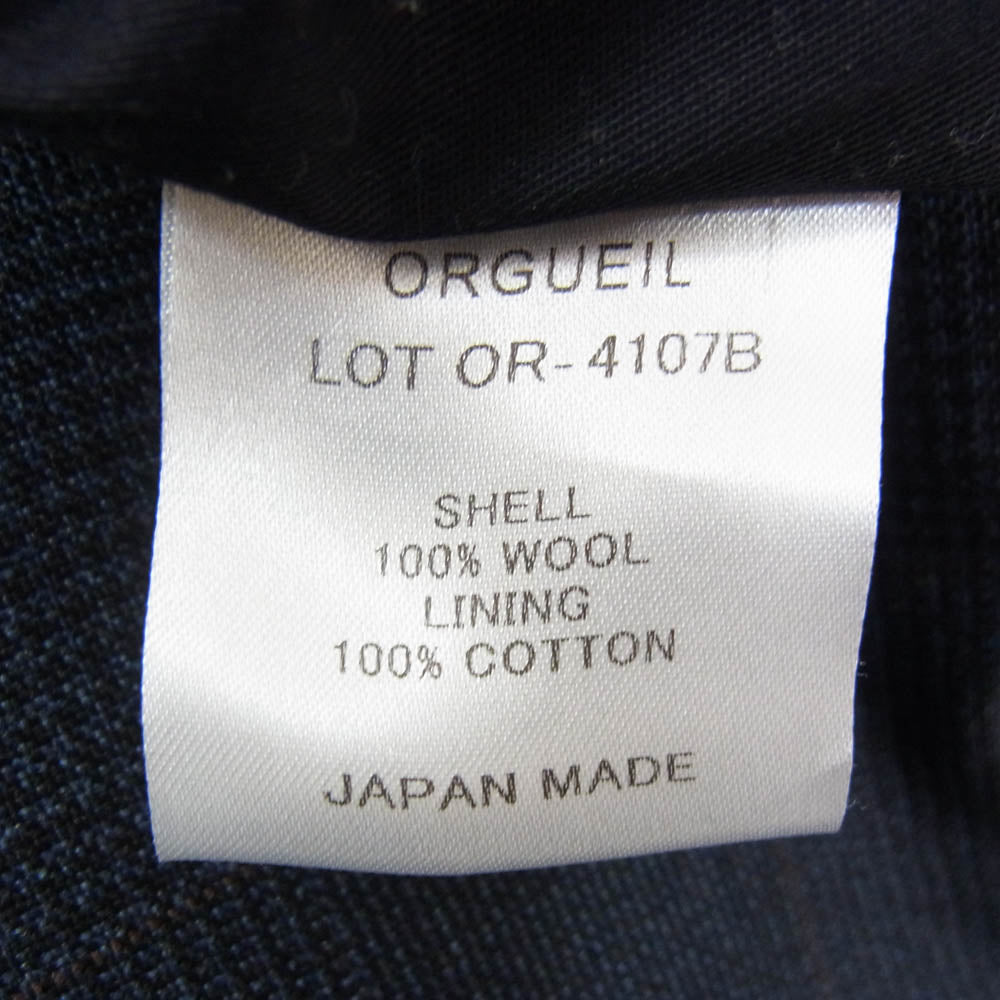 ORGUEIL
LOT OR-4107B
SHELL
100% WOOL
LINING
100% COTTON
JAPAN MADE